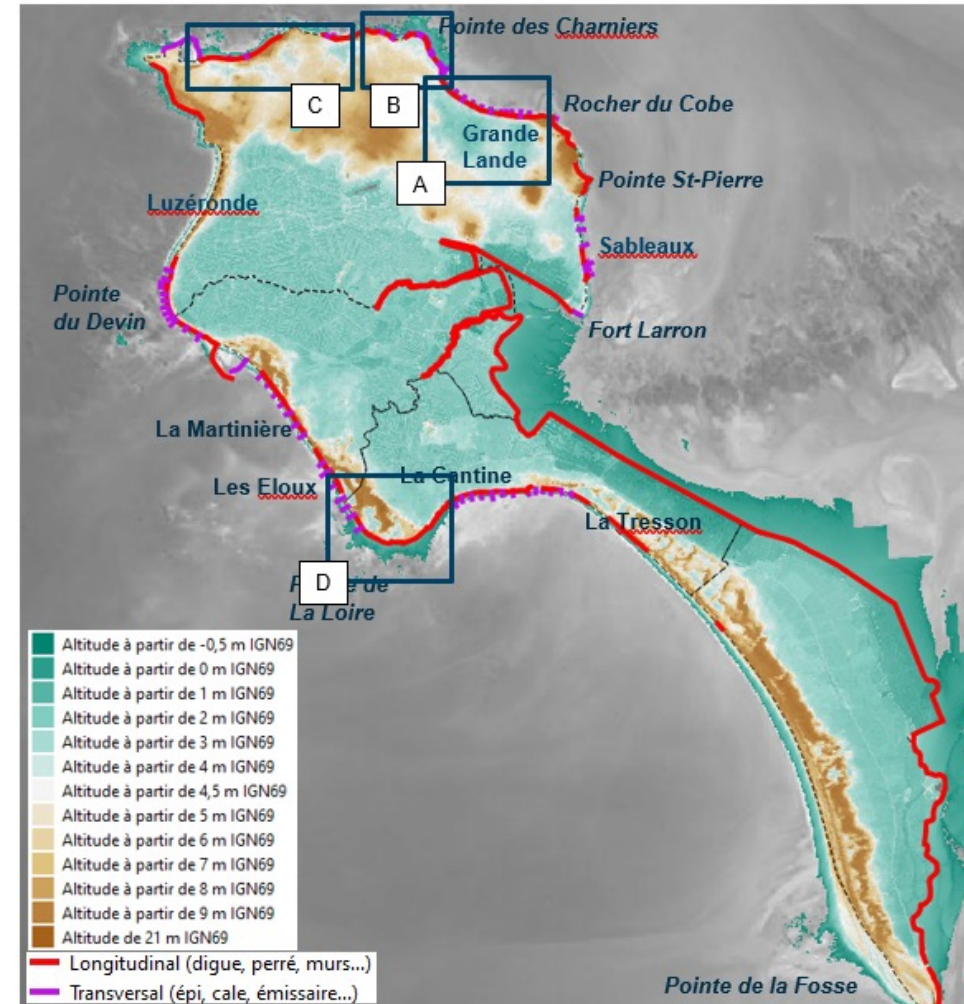 Pointe des Charniers
C
B
Rocher du Cobe
Grande
Lande
A
Pointe St-Pierre
Luzéronde
Sableaux
Pointe
du Devin
Fort Larron
La Martinière
La Cantine
Les Eloux
La Tresson
D
de
La Loire
Altitude à partir de -0,5 m IGN69
Altitude à partir de 0 m IGN69
Altitude à partir de 1 m IGN69
Altitude à partir de 2 m IGN69
Altitude à partir de 3 m IGN69
Altitude à partir de 4 m IGN69
Altitude à partir de 4,5 m IGN69
Altitude à partir de 5 m IGN69
Altitude à partir de 6 m IGN69
Altitude à partir de 7 m IGN69
Altitude à partir de 8 m IGN69
Altitude à partir de 9 m IGN69
Altitude de 21 m IGN69
Longitudinal (digue, perré, murs...)
Transversal (épi, cale, émissaire...)
Pointe de la Fosse